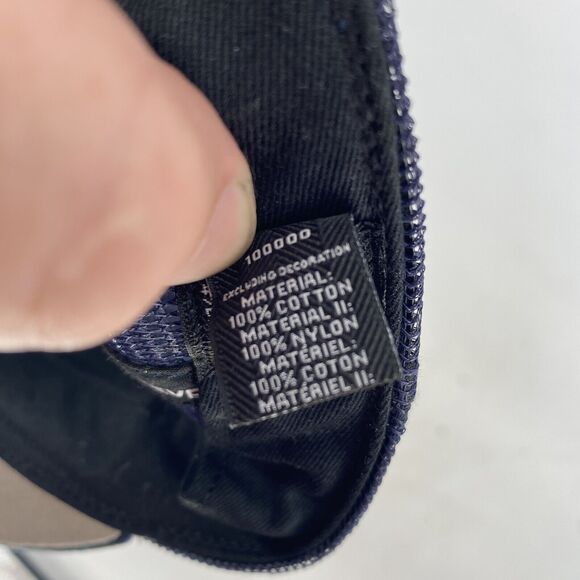 100000
EXCLUDING DECORATION
MATERIAL:
100% COTTON
MATERIAL II:
100% NYLON
MATÉRIEL:
100% COTON
MATÉRIEL II: